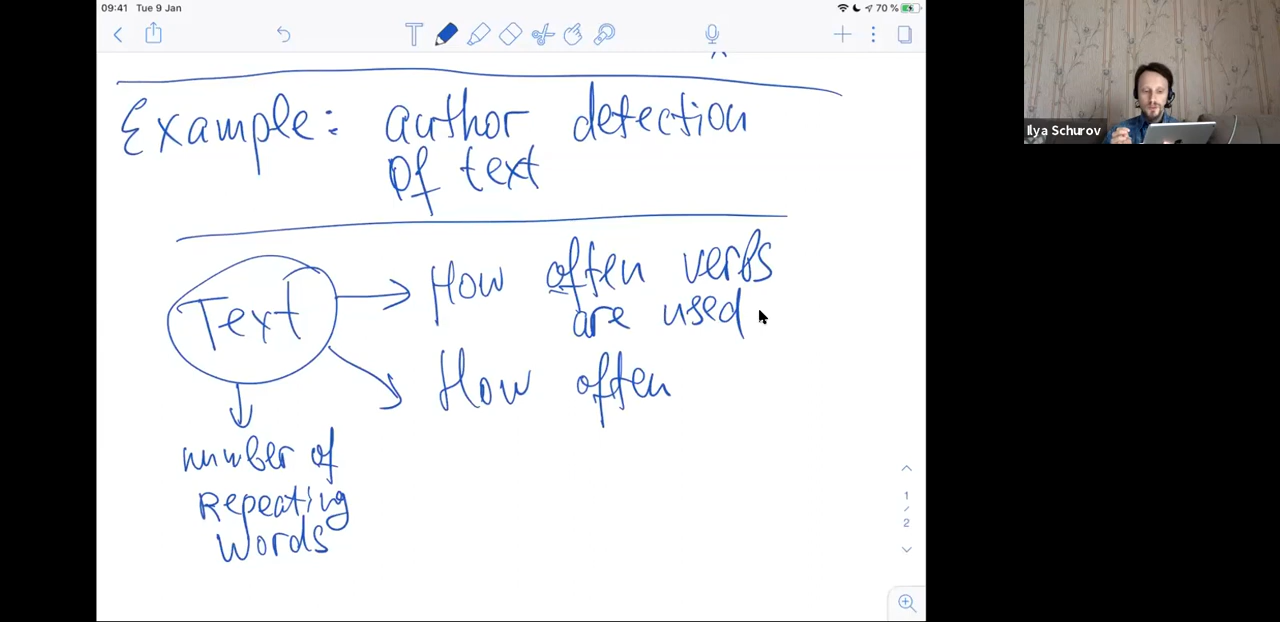 09:41 Tue 9 Jan
70 %
T
Example: author detection
of text
Text
How often verbs
are used
How often
number of
Repeating
words
1
2
Ilya Schurov